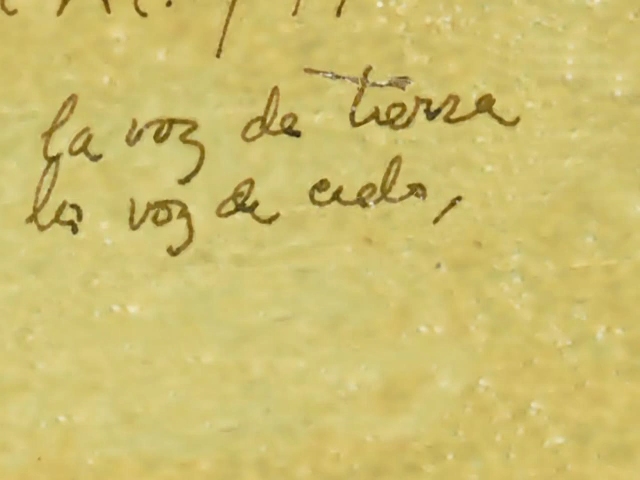 la voz de tierra
la voz de cielo,